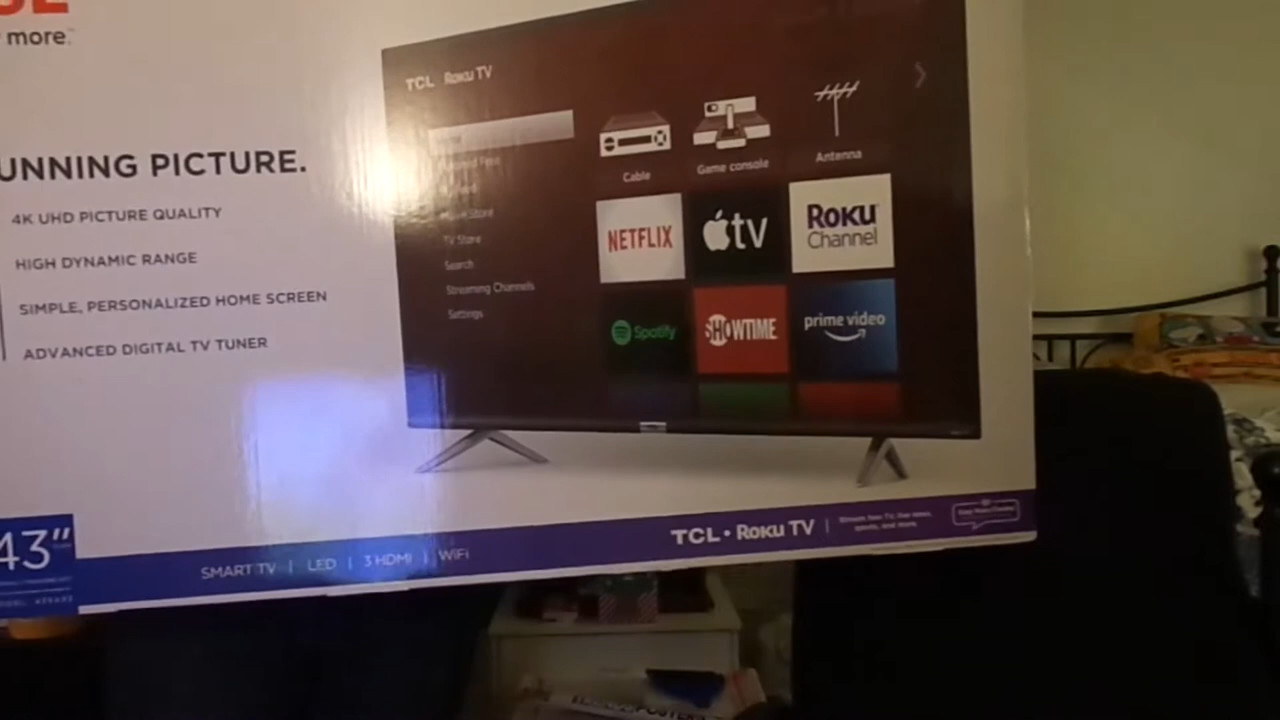 more.
UNNING PICTURE.
4K UHD PICTURE QUALITY
HIGH DYNAMIC RANGE
SIMPLE, PERSONALIZED HOME SCREEN
ADVANCED DIGITAL TV TUNER
TCL Roku TV
Cable
Game console
Antenna
NETFLIX
tv
Roku
Channel
TV Store
Search
Streaming Channels
Settings
Spotify
SHOWTIME
prime video
43"
SMART TV | LED | 3 HDMI | WiFi
TCL • Roku TV